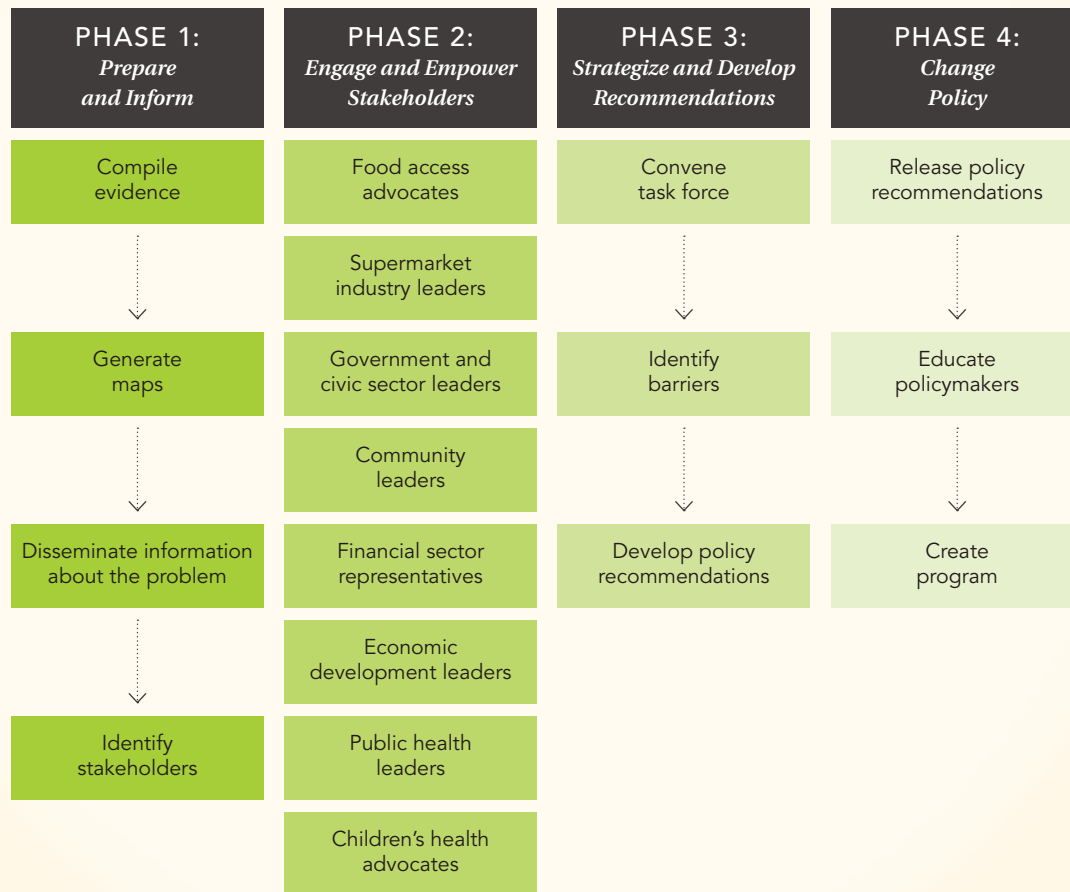 PHASE 1:
Prepare
and Inform
Compile
evidence
Generate
maps
Disseminate information
about the problem
Identify
stakeholders
PHASE 2:
Engage and Empower
Stakeholders
Food access
advocates
Supermarket
industry leaders
Government and
civic sector leaders
Community
leaders
Financial sector
representatives
Economic
development leaders
Public health
leaders
Children's health
advocates
PHASE 3:
Strategize and Develop
Recommendations
Convene
task force
Identify
barriers
Develop policy
recommendations
PHASE 4:
Change
Policy
Release policy
recommendations
Educate
policymakers
Create
program